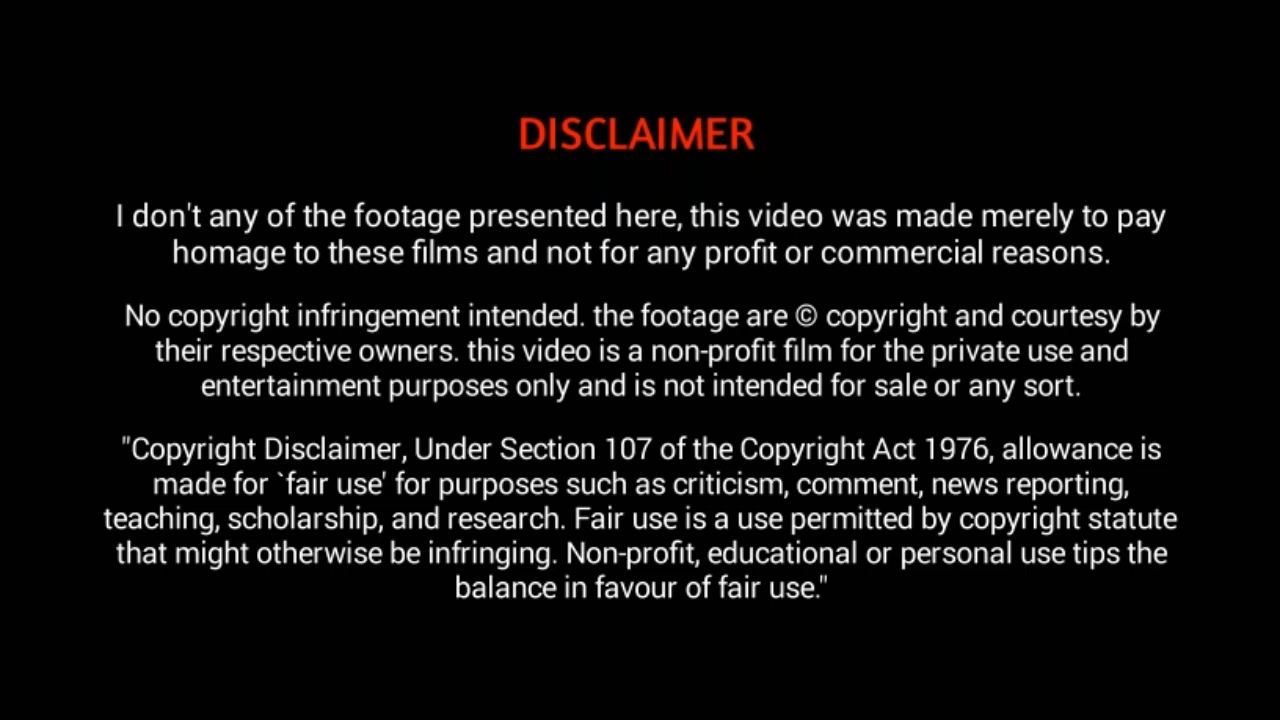 DISCLAIMER
I don't any of the footage presented here, this video was made merely to pay
homage to these films and not for any profit or commercial reasons.
No copyright infringement intended. the footage are © copyright and courtesy by
their respective owners. this video is a non-profit film for the private use and
entertainment purposes only and is not intended for sale or any sort.
"Copyright Disclaimer, Under Section 107 of the Copyright Act 1976, allowance is
made for `fair use' for purposes such as criticism, comment, news reporting,
teaching, scholarship, and research. Fair use is a use permitted by copyright statute
that might otherwise be infringing. Non-profit, educational or personal use tips the
balance in favour of fair use."